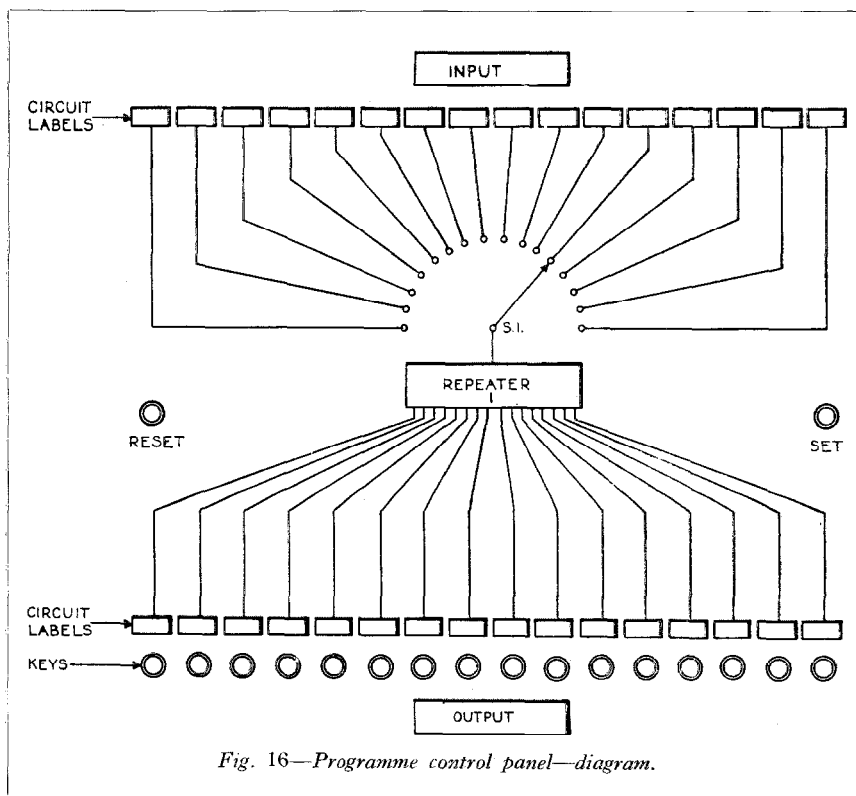 INPUT
CIRCUIT
LABELS
S.I.
REPEATER
1
RESET
SET
CIRCUIT
LABELS
KEYS
OUTPUT
Fig. 16—Programme control panel—diagram.